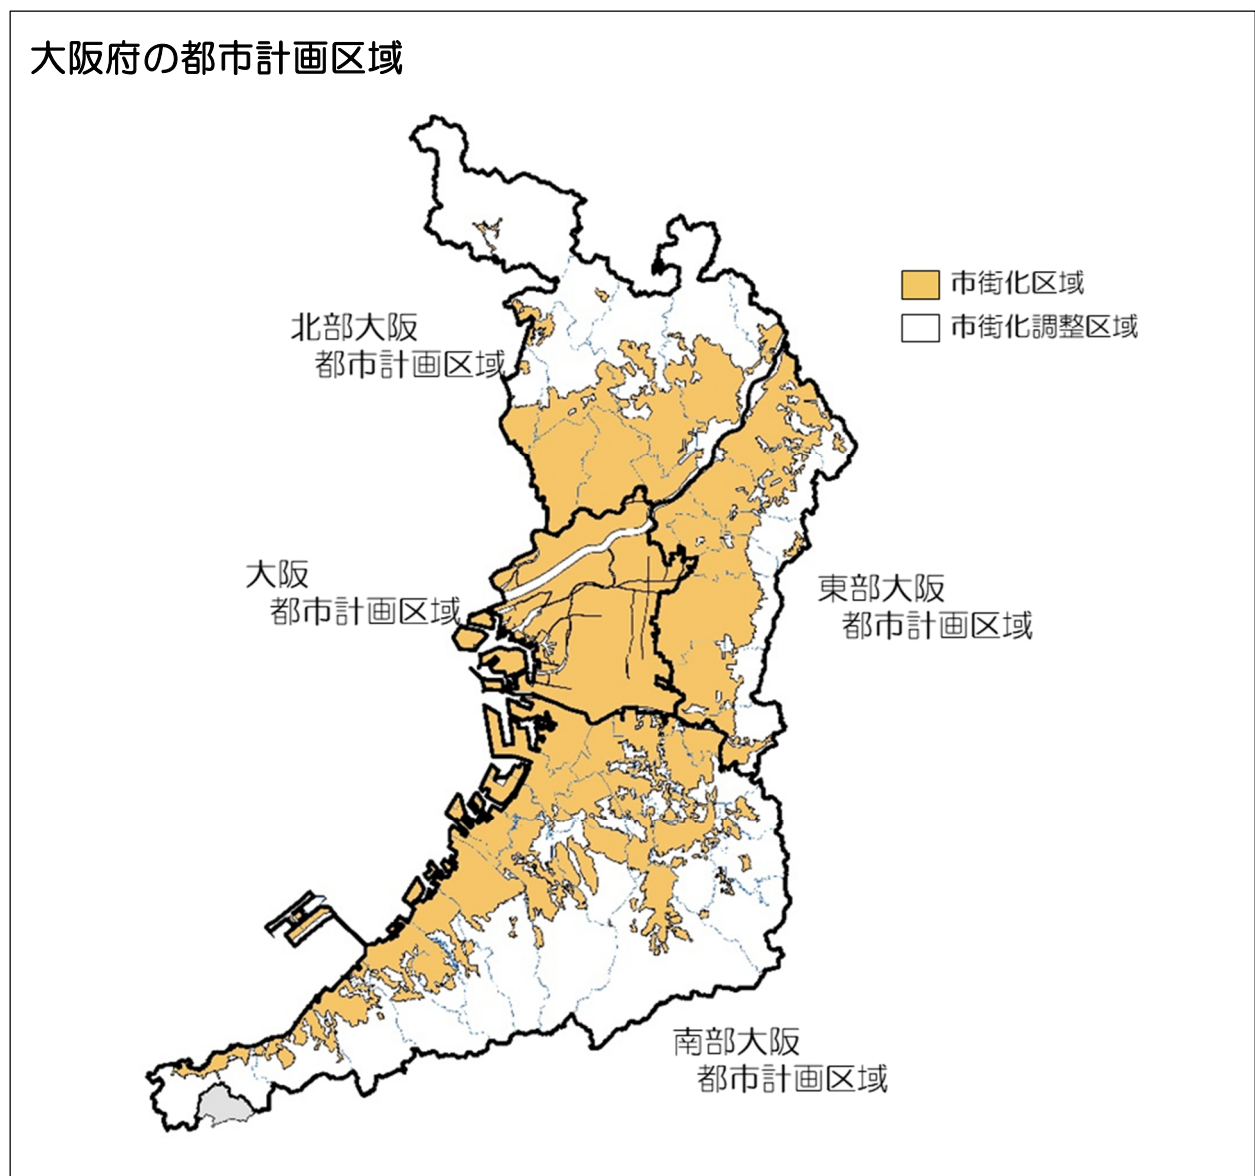 大阪府の都市計画区域
市街化区域
市街化調整区域
北部大阪
都市計画区域
大阪
都市計画区域
東部大阪
都市計画区域
南部大阪
都市計画区域